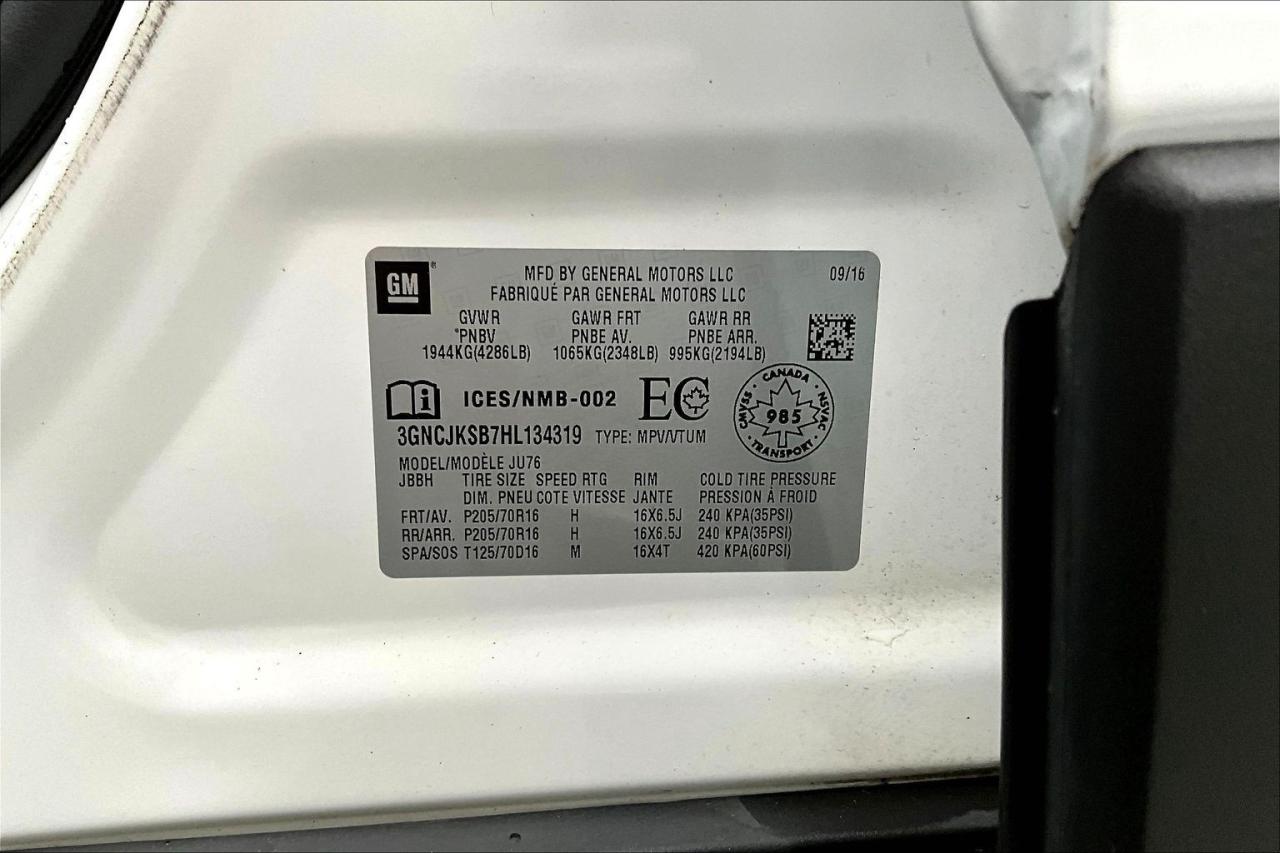 GM ®
MFD BY GENERAL MOTORS LLC 09/16
FABRIQUÉ PAR GENERAL MOTORS LLC
GVWR GAWR FRT GAWR RR
*PNBV PNBE AV. PNBE ARR.
1944KG(4286LB) 1065KG(2348LB) 995KG(2194LB)
i ICES/NMB-002 EC
CANADA
CMVSS 985 NSVAC
TRANSPORT
3GNCJKSB7HL134319 TYPE: MPV/VTUM
MODEL/MODÈLE JU76
JBBH TIRE SIZE SPEED RTG RIM COLD TIRE PRESSURE
DIM. PNEU COTE VITESSE JANTE PRESSION À FROID
FRT/AV. P205/70R16 H 16X6.5J 240 KPA(35PSI)
RR/ARR. P205/70R16 H 16X6.5J 240 KPA(35PSI)
SPA/SOS T125/70D16 M 16X4T 420 KPA(60PSI)